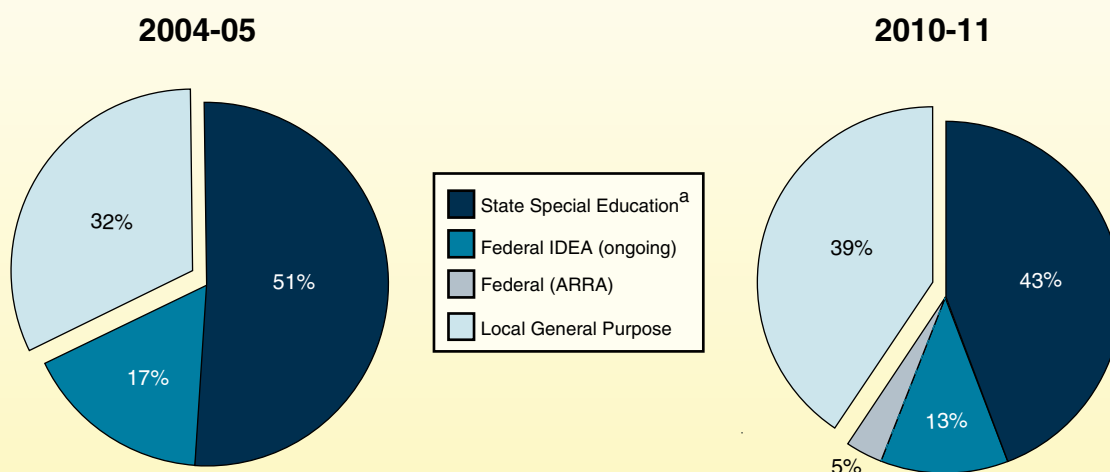 2004-05
2010-11
32%
51%
17%
State Special Education^a
Federal IDEA (ongoing)
Federal (ARRA)
Local General Purpose
39%
43%
13%
5%